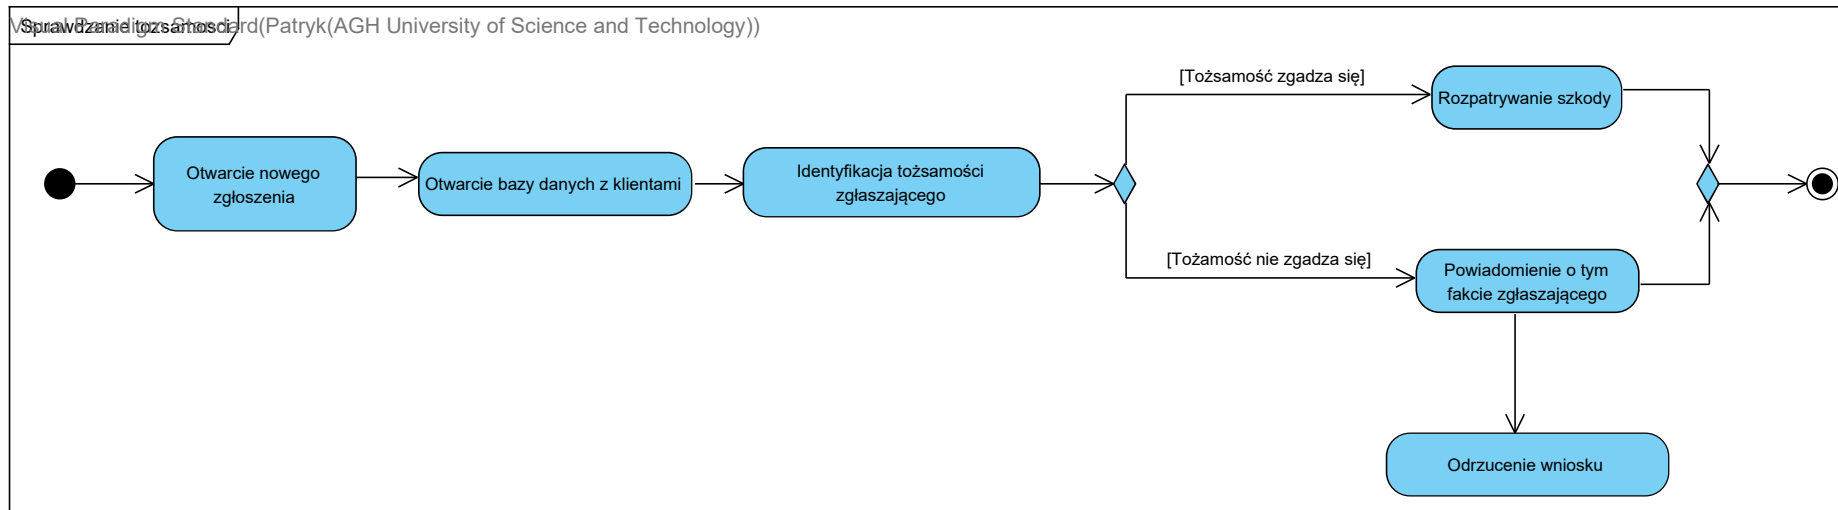 Visual Paradigm Standard(Patryk(AGH University of Science and Technology))
Sprawdzanie tozsamosci
[Tożsamość zgadza się]
Rozpatrywanie szkody
Otwarcie nowego
zgłoszenia
Otwarcie bazy danych z klientami
Identyfikacja tożsamości
zgłaszającego
[Tożamość nie zgadza się]
Powiadomienie o tym
fakcie zgłaszającego
Odrzucenie wniosku